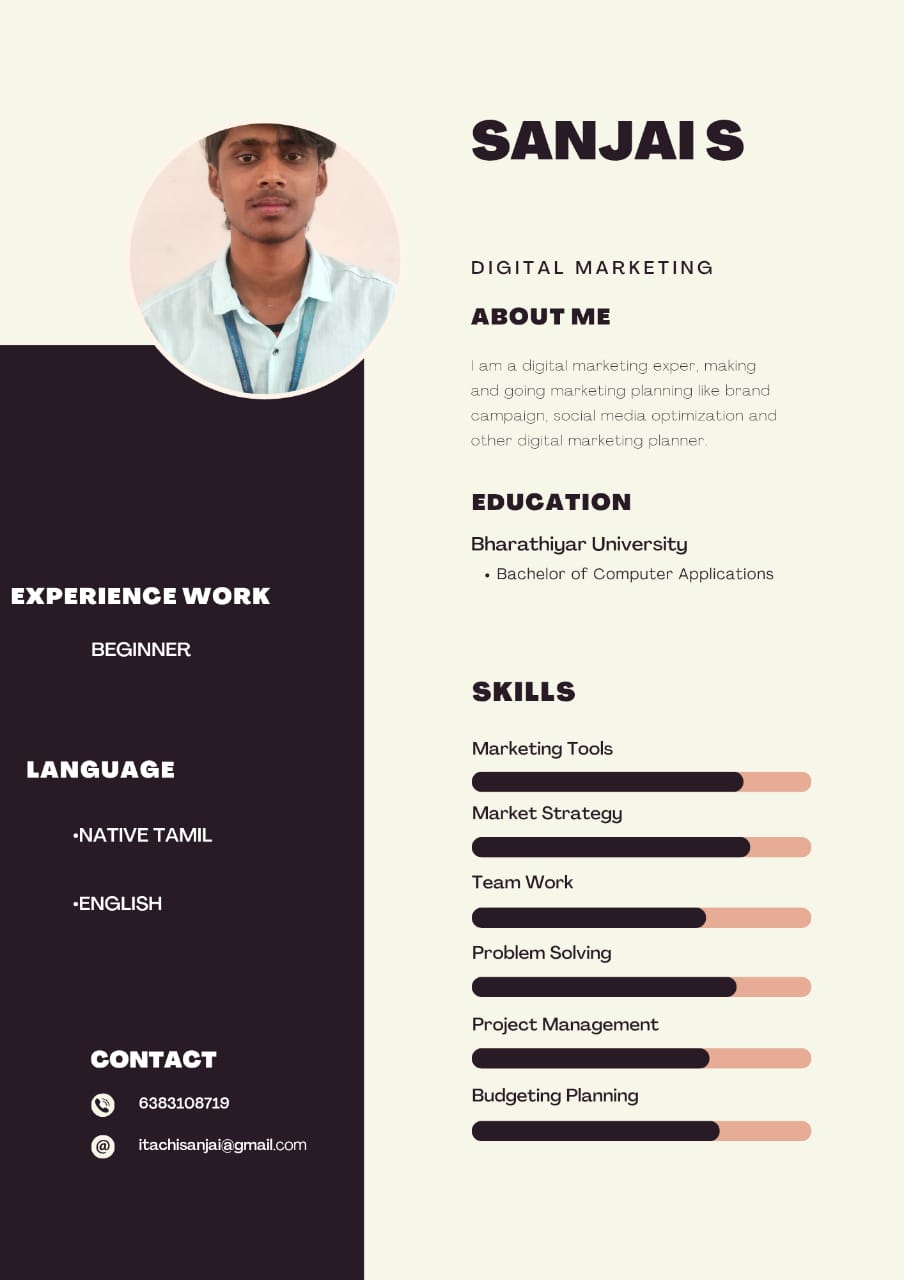 SANJAI S
DIGITAL MARKETING
ABOUT ME
I am a digital marketing exper, making
and going marketing planning like brand
campaign, social media optimization and
other digital marketing planner.
EDUCATION
Bharathiyar University
• Bachelor of Computer Applications
SKILLS
Marketing Tools
Market Strategy
Team Work
Problem Solving
Project Management
Budgeting Planning
EXPERIENCE WORK
BEGINNER
LANGUAGE
•NATIVE TAMIL
•ENGLISH
CONTACT
6383108719
itachisanjai@gmail.com